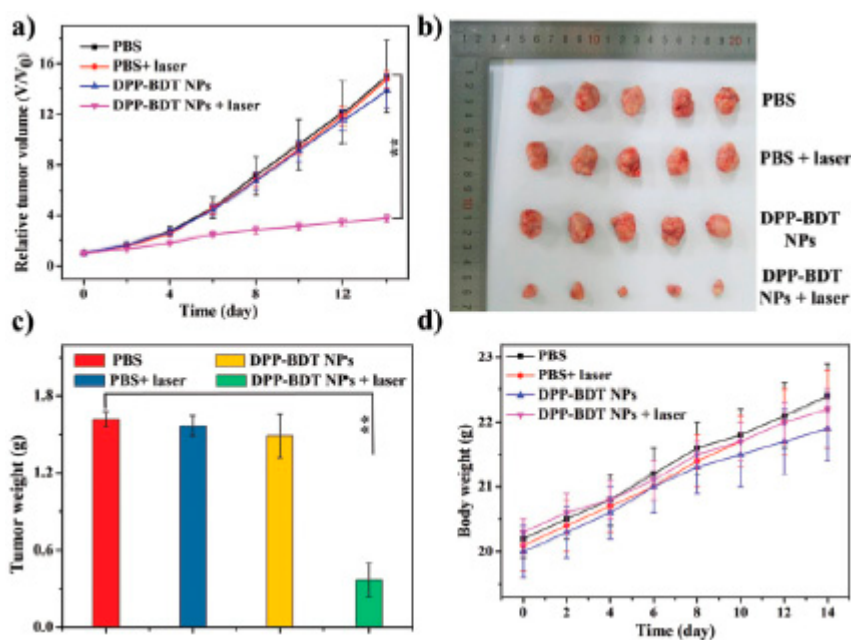 a)
PBS
PBS+ laser
DPP-BDT NPs
DPP-BDT NPs + laser
16
12
8
4
0
Relative tumor volume (V/V0)
**
0 4 8 12
Time (day)
b)
PBS
PBS + laser
DPP-BDT
NPs
DPP-BDT
NPs + laser
c)
PBS
DPP-BDT NPs
PBS+ laser
DPP-BDT NPs + laser
1.8
1.2
0.6
0.0
Tumor weight (g)
**
d)
PBS
PBS+ laser
DPP-BDT NPs
DPP-BDT NPs + laser
23
22
21
20
Body weight (g)
0 2 4 6 8 10 12 14
Time (day)